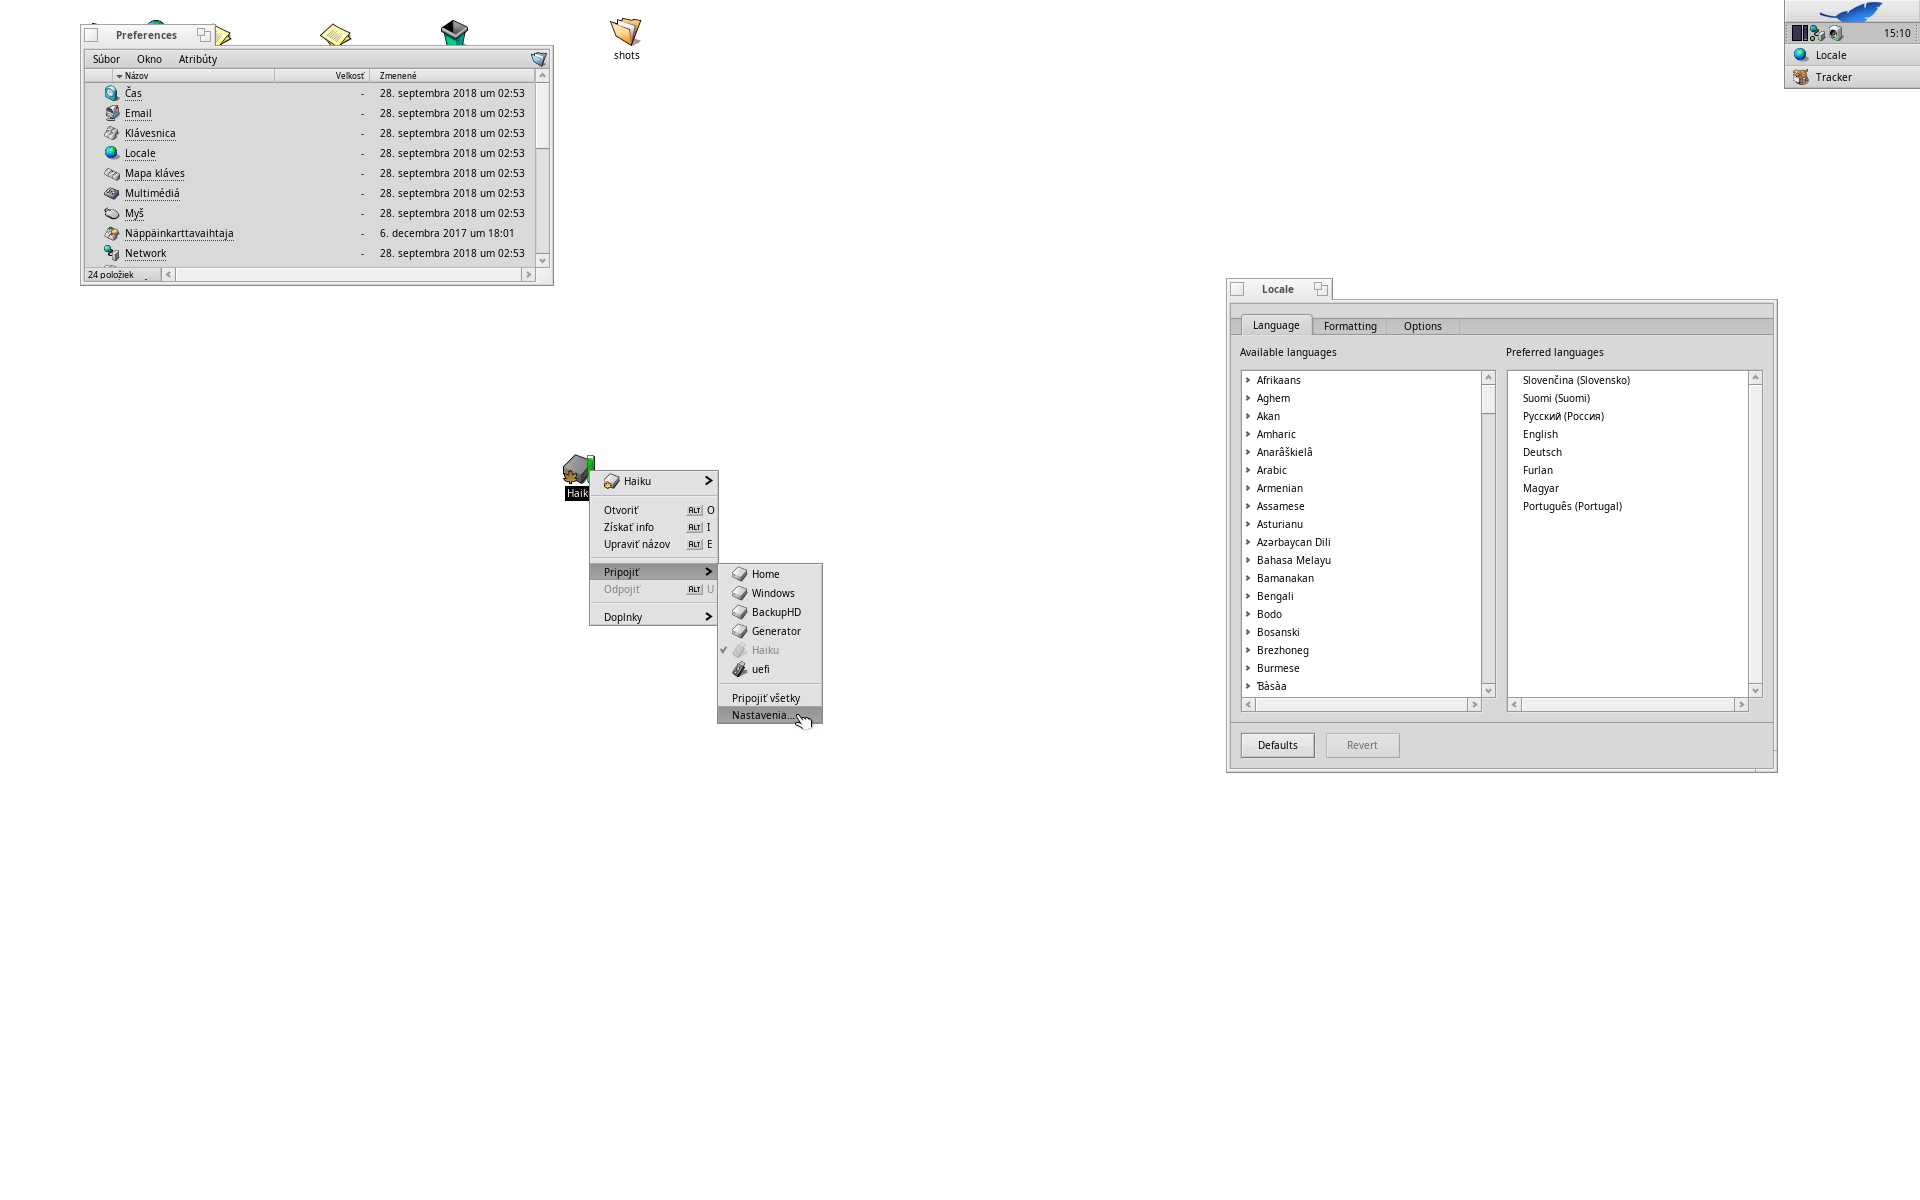 Preferences
Súbor Okno Atribúty
Názov Veľkosť Zmenené
Čas - 28. septembra 2018 um 02:53
Email - 28. septembra 2018 um 02:53
Klávesnica - 28. septembra 2018 um 02:53
Locale - 28. septembra 2018 um 02:53
Mapa kláves - 28. septembra 2018 um 02:53
Multimédiá - 28. septembra 2018 um 02:53
Myš - 28. septembra 2018 um 02:53
Näppäinkarttavaihtaja - 6. decembra 2017 um 18:01
Network - 28. septembra 2018 um 02:53
24 položiek
shots
15:10
Locale
Tracker
Haiku
Otvoriť ALT O
Získať info ALT I
Upraviť názov ALT E
Pripojiť
Odpojiť ALT U
Doplnky
Home
Windows
BackupHD
Generator
Haiku
uefi
Pripojiť všetky
Nastavenia...
Locale
Language Formatting Options
Available languages
Afrikaans
Aghem
Akan
Amharic
Anarâškielâ
Arabic
Armenian
Assamese
Asturianu
Azərbaycan Dili
Bahasa Melayu
Bamanakan
Bengali
Bodo
Bosanski
Brezhoneg
Burmese
Ɓàsàa
Preferred languages
Slovenčina (Slovensko)
Suomi (Suomi)
Русский (Россия)
English
Deutsch
Furlan
Magyar
Português (Portugal)
Defaults Revert